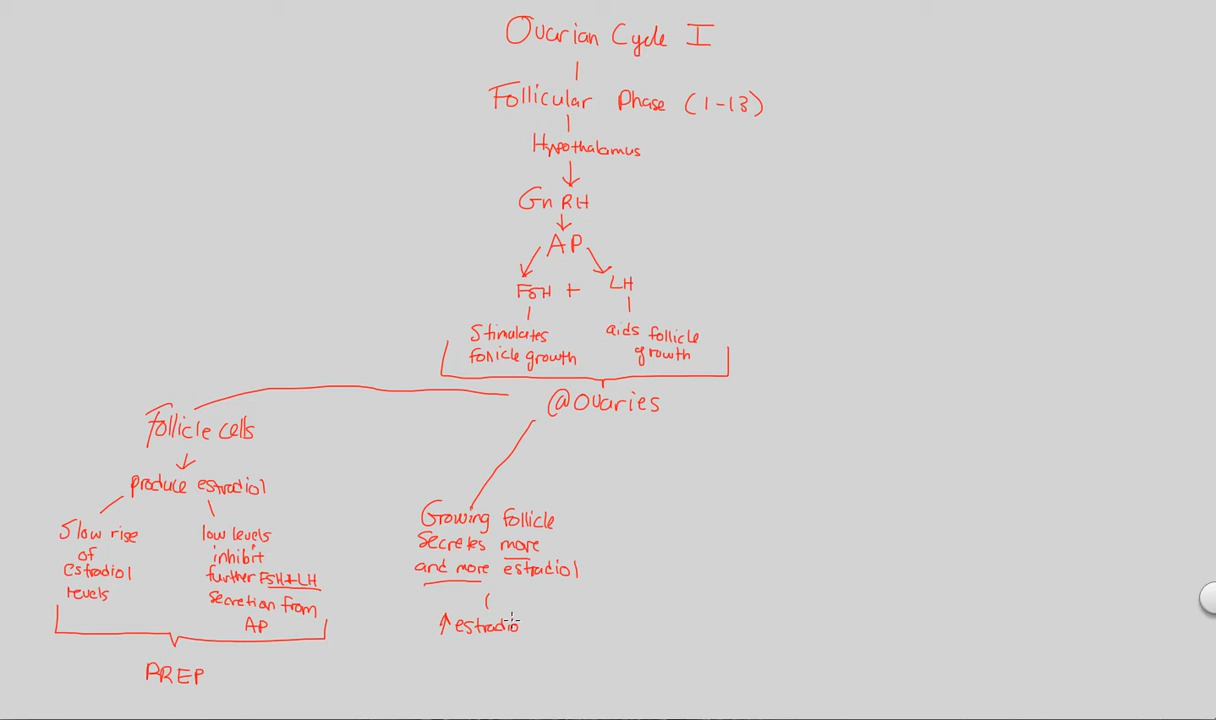 Ovarian Cycle I
Follicular Phase (1-13)
Hypothalamus
GnRH
AP
FSH + LH
Stimulates
follicle growth
aids follicle
growth
@ovaries
Follicle cells
produce estradiol
Slow rise
of
estradiol
levels
low levels
inhibit
further FSH+LH
secretion from
AP
PREP
Growing follicle
secretes more
and more estradiol
↑ estradio